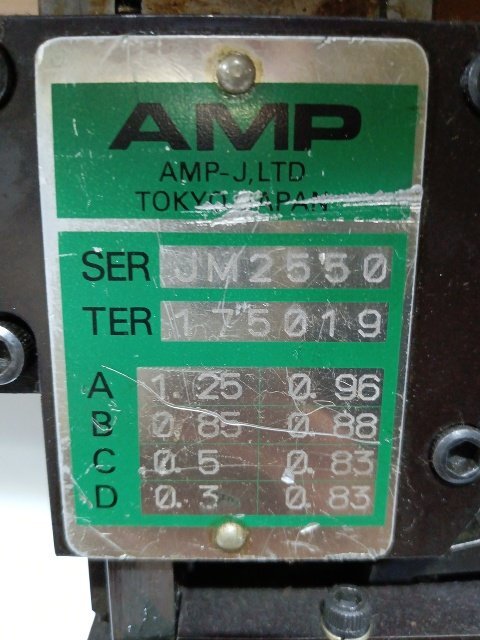 AMP
AMP-J,LTD
TOKYO, JAPAN
SER JM2550
TER 175019
A 1.25 0.96
B 0.85 0.88
C 0.5 0.83
D 0.3 0.83